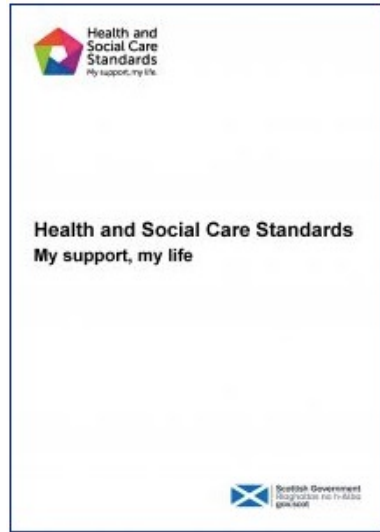 Health and
Social Care
Standards
My support, my life.
Health and Social Care Standards
My support, my life
Scottish Government
Riaghaltas na h-Alba
gov.scot